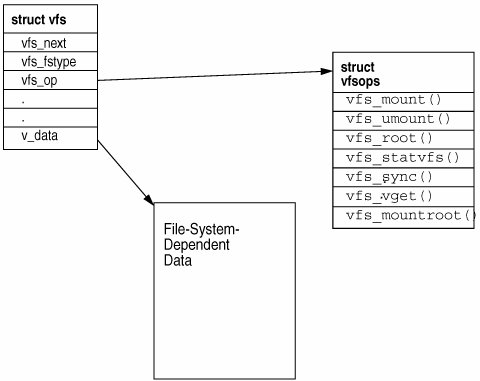 struct vfs
vfs_next
vfs_fstype
vfs_op
.
.
v_data
struct
vfsops
vfs_mount()
vfs_umount()
vfs_root()
vfs_statvfs()
vfs_sync()
vfs_vget()
vfs_mountroot()
File-System-
Dependent
Data